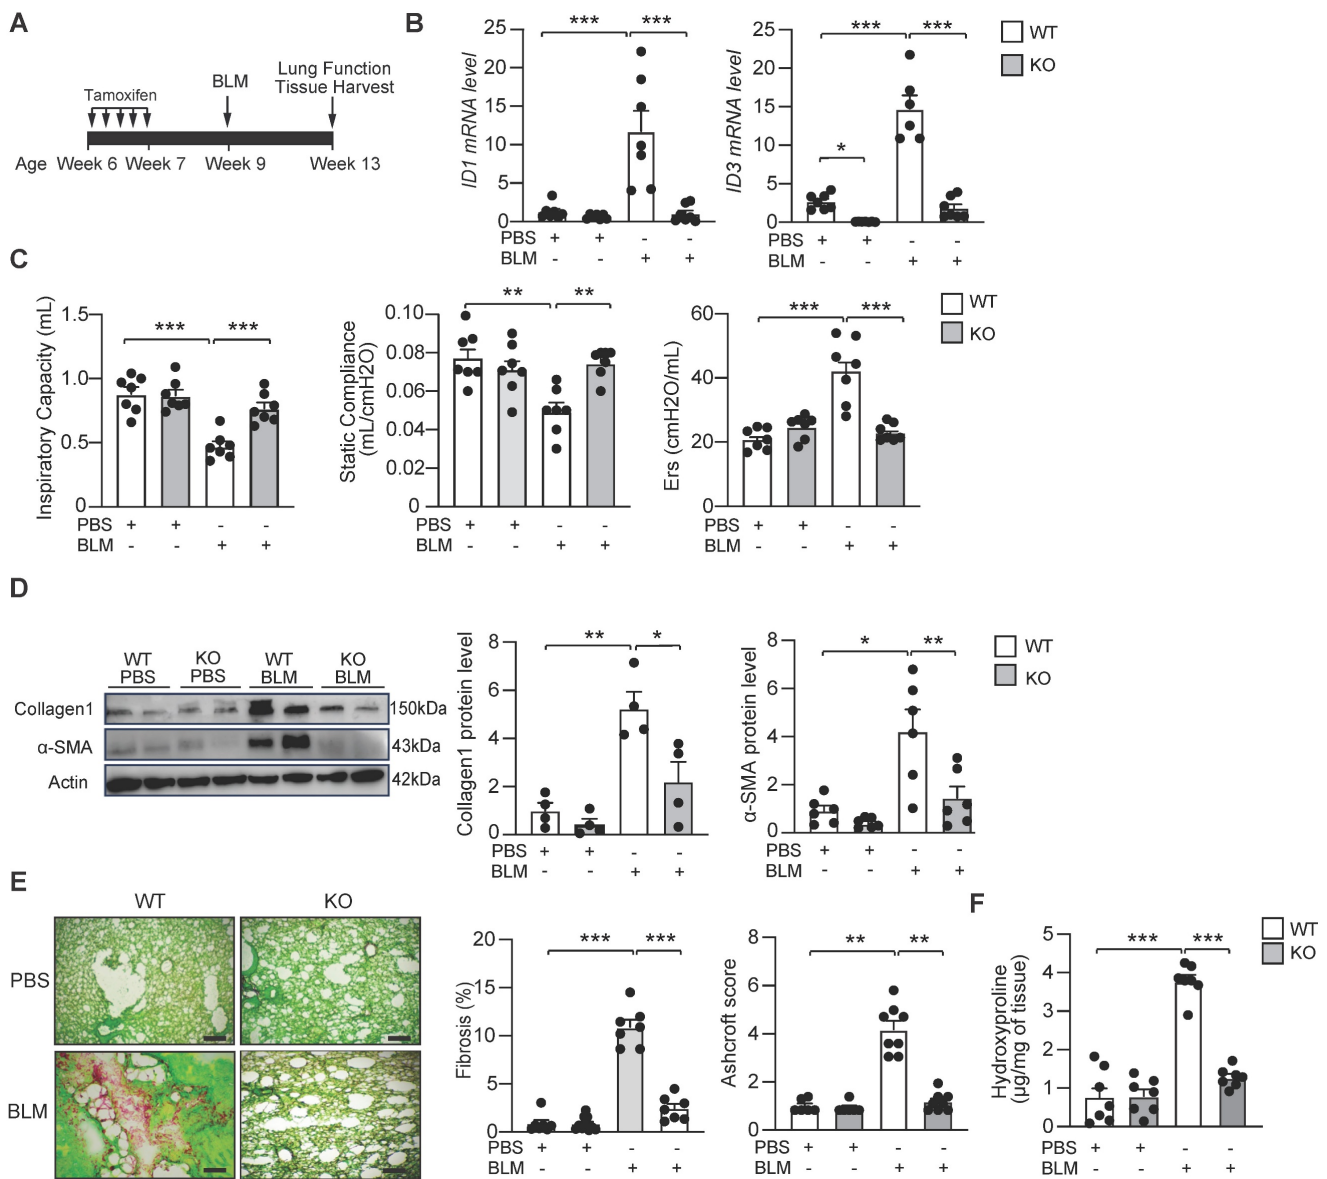 A
Tamoxifen
BLM
Lung Function
Tissue Harvest
Age Week 6 Week 7 Week 9 Week 13
B
ID1 mRNA level
25
20
15
10
5
0
*** ***
PBS + + - -
BLM - - + +
ID3 mRNA level
25
20
15
10
5
0
*** ***
*
PBS + + - -
BLM - - + +
WT
KO
C
Inspiratory Capacity (mL)
1.5
1.0
0.5
0
*** ***
PBS + + - -
BLM - - + +
Static Compliance
(mL/cmH2O)
0.10
0.08
0.06
0.04
0.02
0
** **
PBS + + - -
BLM - - + +
Ers (cmH2O/mL)
60
40
20
0
*** ***
PBS + + - -
BLM - - + +
WT
KO
D
WT KO WT KO
PBS PBS BLM BLM
Collagen1 150kDa
α-SMA 43kDa
Actin 42kDa
Collagen1 protein level
8
6
4
2
0
** *
PBS + + - -
BLM - - + +
α-SMA protein level
8
6
4
2
0
* **
PBS + + - -
BLM - - + +
WT
KO
E
WT KO
PBS
BLM
Fibrosis (%)
20
15
10
5
0
*** ***
PBS + + - -
BLM - - + +
Ashcroft score
8
6
4
2
0
** **
PBS + + - -
BLM - - + +
F
Hydroxyproline
(µg/mg of tissue)
5
4
3
2
1
0
*** ***
PBS + + - -
BLM - - + +
WT
KO